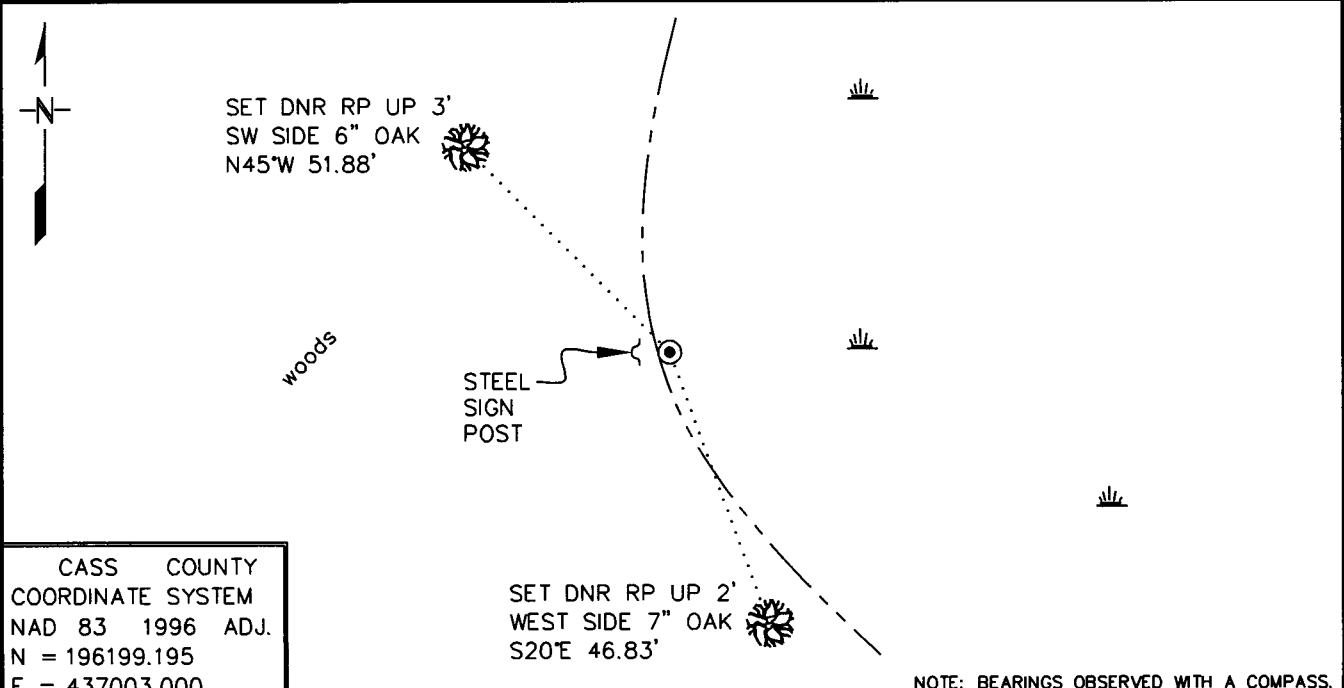 N
SET DNR RP UP 3'
SW SIDE 6" OAK
N45°W 51.88'
woods
STEEL
SIGN
POST
SET DNR RP UP 2'
WEST SIDE 7" OAK
S20°E 46.83'
CASS COUNTY
COORDINATE SYSTEM
NAD 83 1996 ADJ.
N = 196199.195
E = 437003.000
NOTE: BEARINGS OBSERVED WITH A COMPASS.